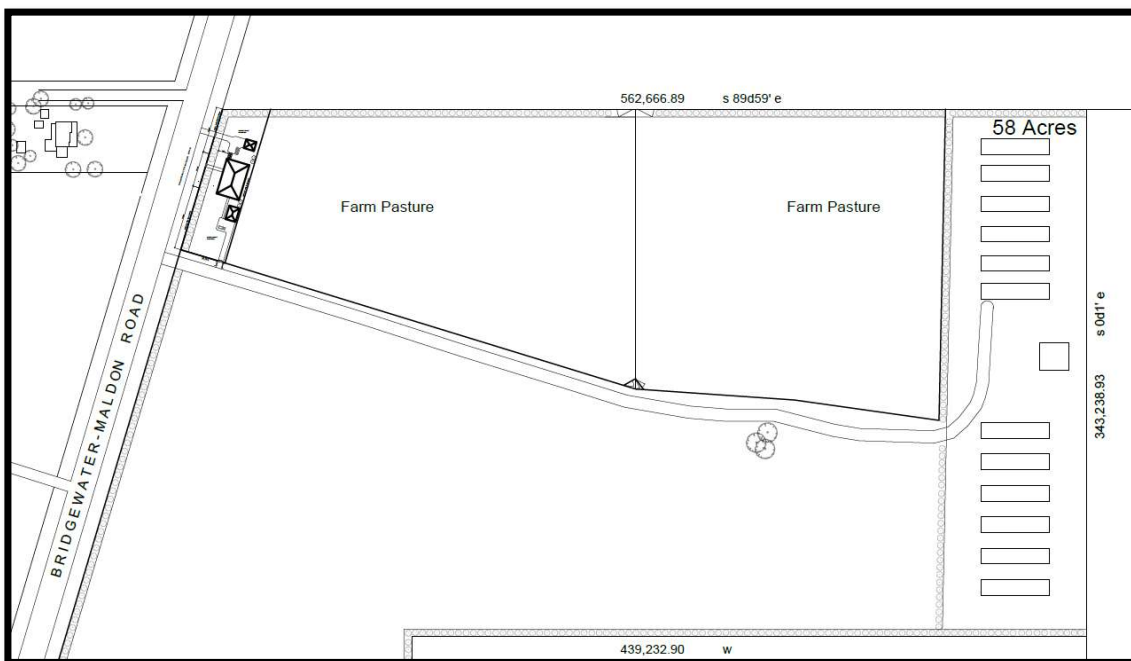 562,666.89 s 89d59' e
58 Acres
Farm Pasture
Farm Pasture
s 0d1' e
343,238.93
BRIDGEWATER-MALDON ROAD
439,232.90 w